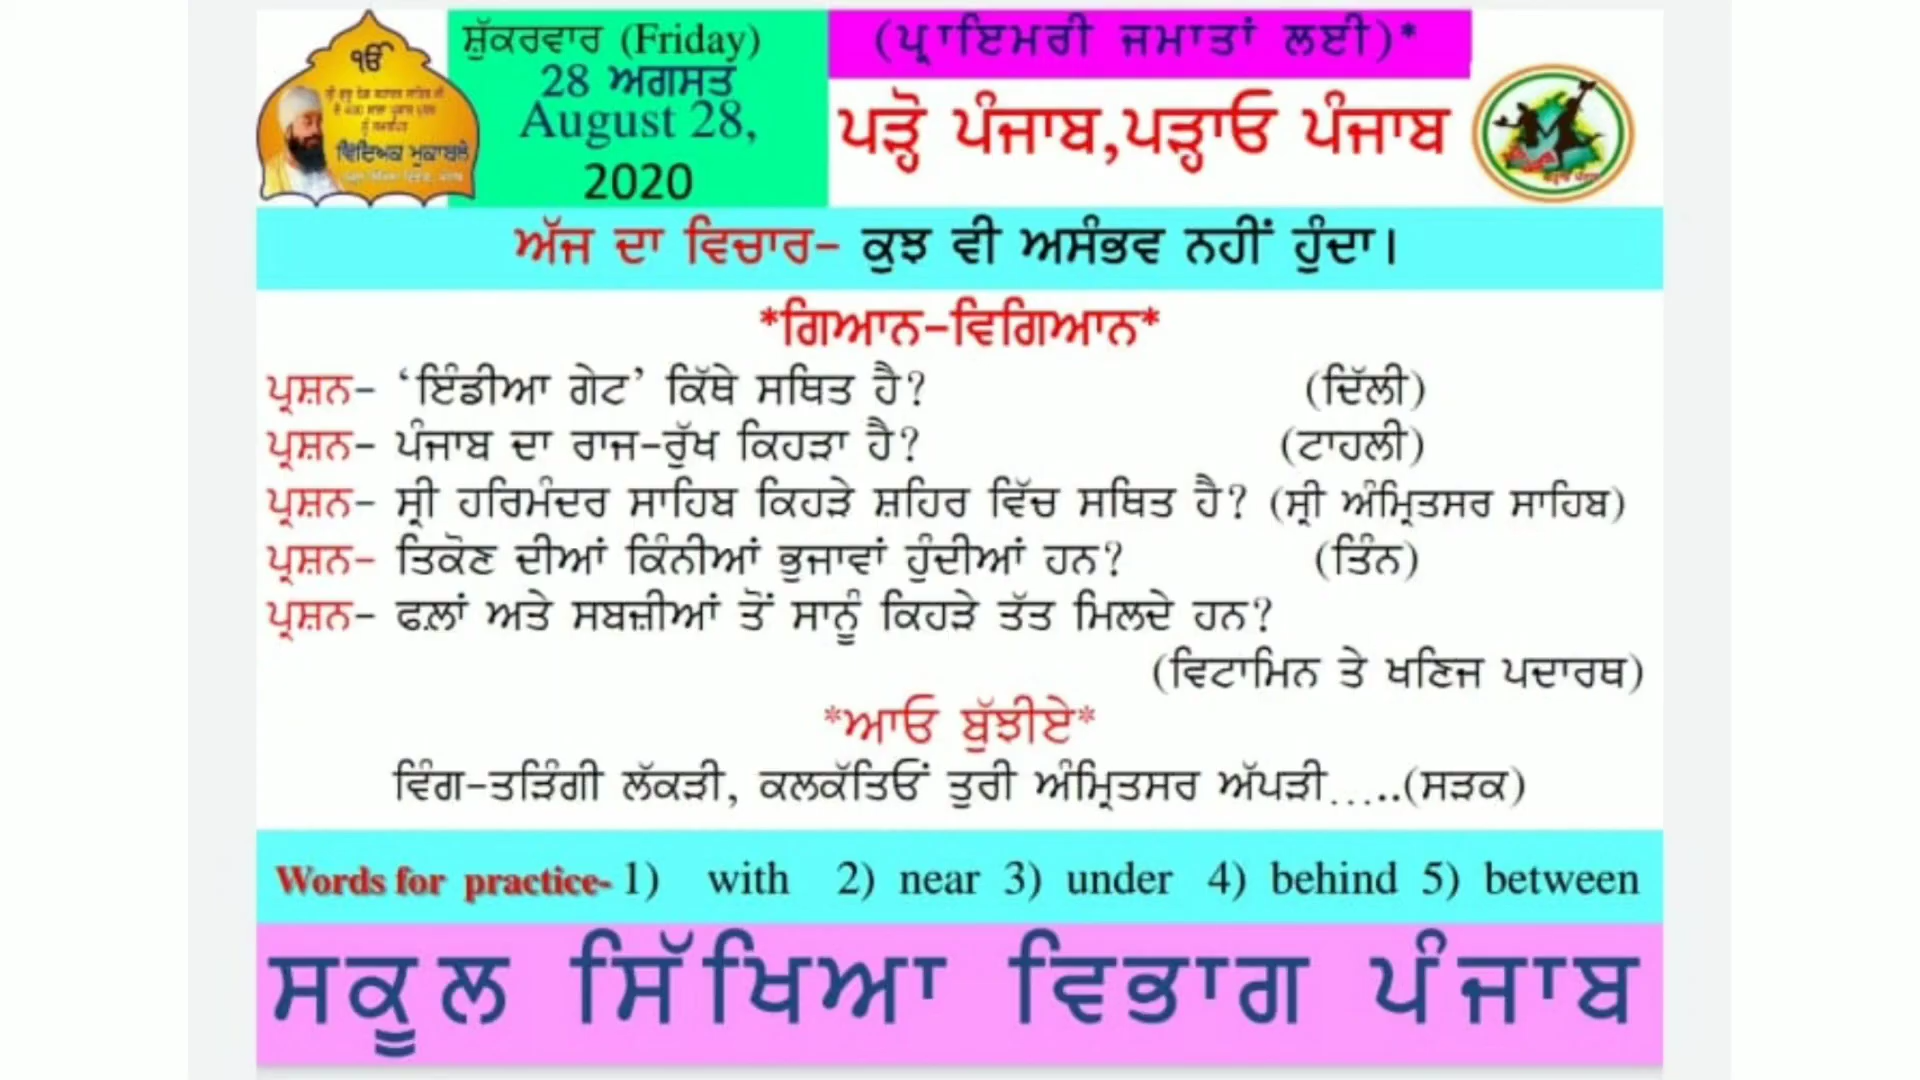 ੴ
ਵਿਦਿਅਕ ਮੁਕਾਬਲੇ
ਸ਼ੁੱਕਰਵਾਰ (Friday)
28 ਅਗਸਤ
August 28,
2020
(ਪ੍ਰਾਇਮਰੀ ਜਮਾਤਾਂ ਲਈ)*
ਪੜ੍ਹੋ ਪੰਜਾਬ,ਪੜ੍ਹਾਓ ਪੰਜਾਬ
ਅੱਜ ਦਾ ਵਿਚਾਰ- ਕੁਝ ਵੀ ਅਸੰਭਵ ਨਹੀਂ ਹੁੰਦਾ।
*ਗਿਆਨ-ਵਿਗਿਆਨ*
ਪ੍ਰਸ਼ਨ- ‘ਇੰਡੀਆ ਗੇਟ’ ਕਿੱਥੇ ਸਥਿਤ ਹੈ? (ਦਿੱਲੀ)
ਪ੍ਰਸ਼ਨ- ਪੰਜਾਬ ਦਾ ਰਾਜ-ਰੁੱਖ ਕਿਹੜਾ ਹੈ? (ਟਾਹਲੀ)
ਪ੍ਰਸ਼ਨ- ਸ੍ਰੀ ਹਰਿਮੰਦਰ ਸਾਹਿਬ ਕਿਹੜੇ ਸ਼ਹਿਰ ਵਿੱਚ ਸਥਿਤ ਹੈ? (ਸ੍ਰੀ ਅੰਮ੍ਰਿਤਸਰ ਸਾਹਿਬ)
ਪ੍ਰਸ਼ਨ- ਤਿਕੋਣ ਦੀਆਂ ਕਿੰਨੀਆਂ ਭੁਜਾਵਾਂ ਹੁੰਦੀਆਂ ਹਨ? (ਤਿੰਨ)
ਪ੍ਰਸ਼ਨ- ਫਲਾਂ ਅਤੇ ਸਬਜ਼ੀਆਂ ਤੋਂ ਸਾਨੂੰ ਕਿਹੜੇ ਤੱਤ ਮਿਲਦੇ ਹਨ?
(ਵਿਟਾਮਿਨ ਤੇ ਖਣਿਜ ਪਦਾਰਥ)
*ਆਓ ਬੁੱਝੀਏ*
ਵਿੰਗ-ਤੜਿੰਗੀ ਲੱਕੜੀ, ਕਲਕੱਤਿਓਂ ਤੁਰੀ ਅੰਮ੍ਰਿਤਸਰ ਅੱਪੜੀ.....(ਸੜਕ)
Words for practice- 1) with 2) near 3) under 4) behind 5) between
ਸਕੂਲ ਸਿੱਖਿਆ ਵਿਭਾਗ ਪੰਜਾਬ